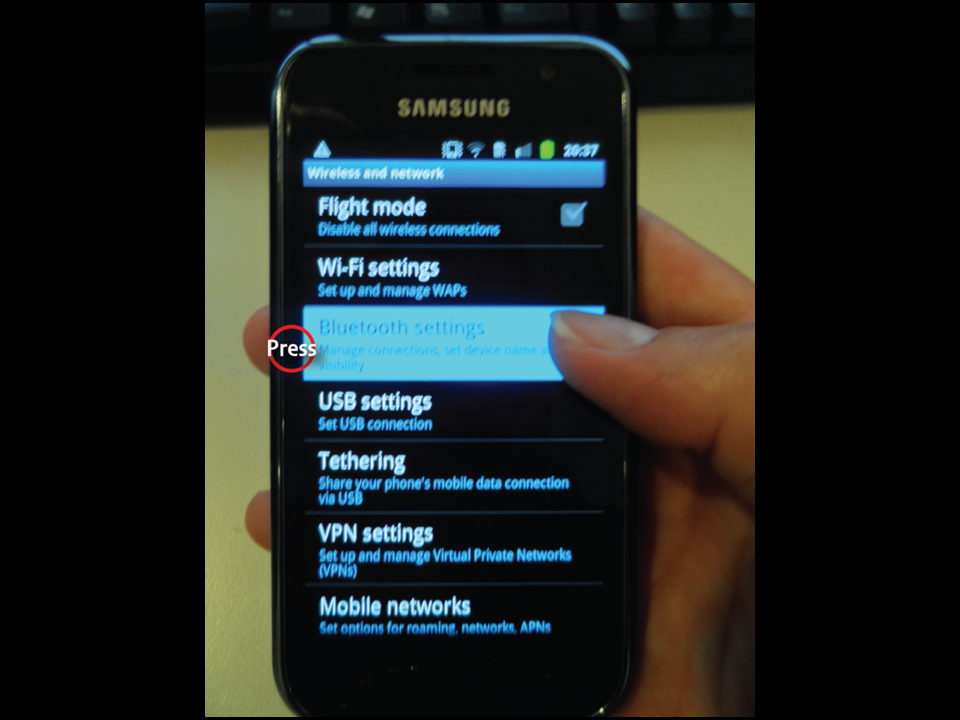 SAMSUNG
20:37
Wireless and network
Flight mode
Disable all wireless connections
Wi-Fi settings
Set up and manage WAPs
Bluetooth settings
Press
Manage connections, set device name a
visibility
USB settings
Set USB connection
Tethering
Share your phone's mobile data connection
via USB
VPN settings
Set up and manage Virtual Private Networks
(VPNs)
Mobile networks
Set options for roaming, networks, APNs